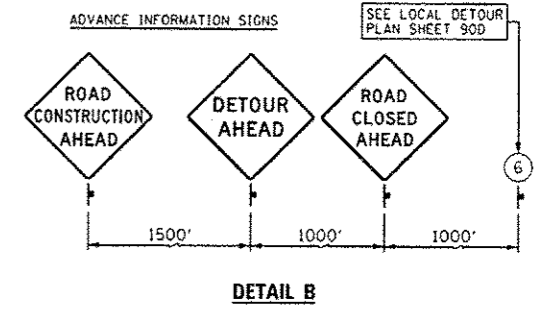 ADVANCE INFORMATION SIGNS
SEE LOCAL DETOUR
PLAN SHEET 90D
ROAD
CONSTRUCTION
AHEAD
DETOUR
AHEAD
ROAD
CLOSED
AHEAD
6
1500'
1000'
1000'
DETAIL B